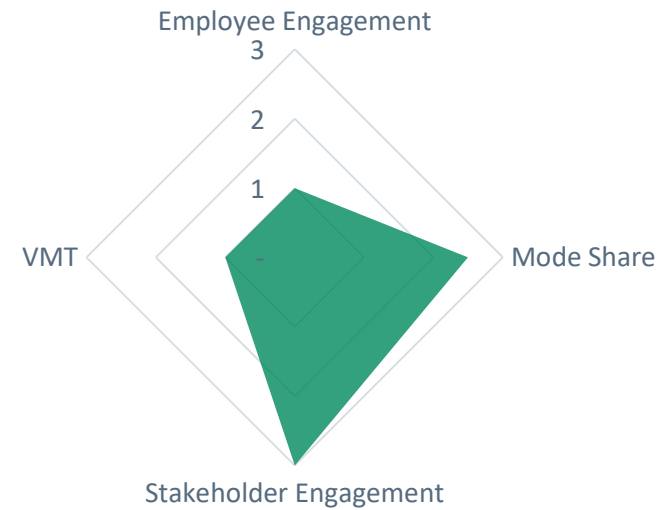 Employee Engagement
3
2
1
VMT
-
Mode Share
Stakeholder Engagement